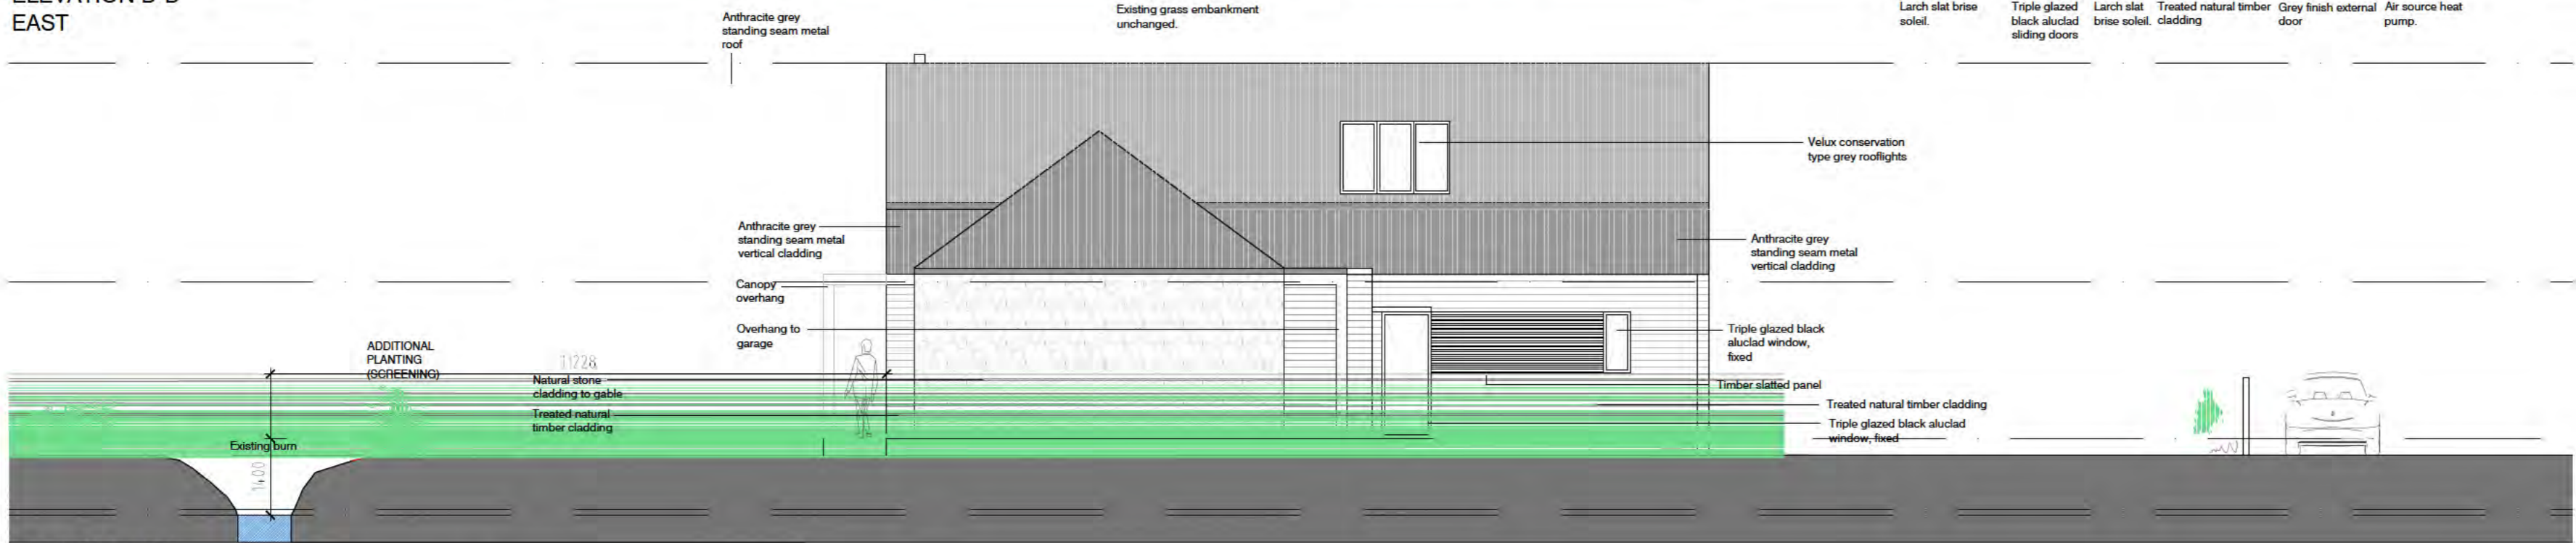 ELEVATION D-D
EAST
Anthracite grey
standing seam metal
roof
Existing grass embankment
unchanged.
Larch slat brise
soleil.
Triple glazed
black aluclad
sliding doors
Larch slat
brise soleil.
Treated natural timber
cladding
Grey finish external
door
Air source heat
pump.
Velux conservation
type grey rooflights
Anthracite grey
standing seam metal
vertical cladding
Anthracite grey
standing seam metal
vertical cladding
Canopy
overhang
Overhang to
garage
Triple glazed black
aluclad window,
fixed
ADDITIONAL
PLANTING
(SCREENING)
11228
Natural stone
cladding to gable
Timber slatted panel
Treated natural
timber cladding
Treated natural timber cladding
Triple glazed black aluclad
window, fixed
Existing burn
1400